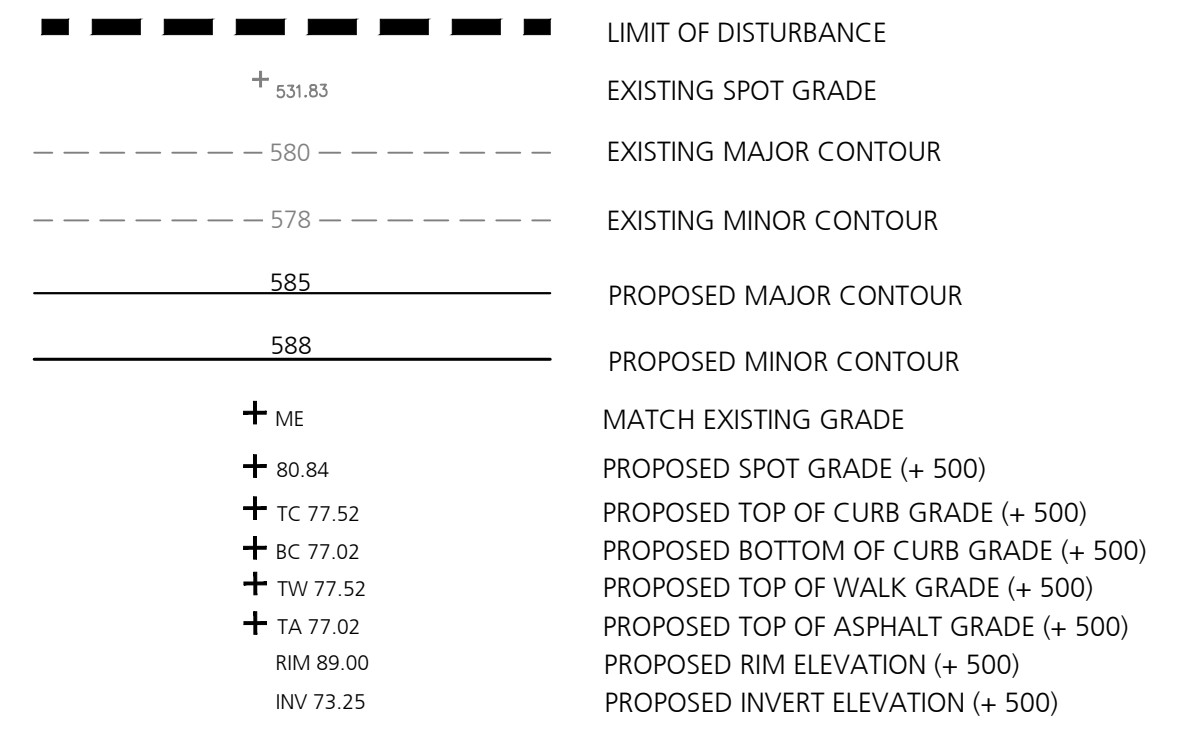 LIMIT OF DISTURBANCE
+ 531.83 EXISTING SPOT GRADE
580 EXISTING MAJOR CONTOUR
578 EXISTING MINOR CONTOUR
585 PROPOSED MAJOR CONTOUR
588 PROPOSED MINOR CONTOUR
+ ME MATCH EXISTING GRADE
+ 80.84 PROPOSED SPOT GRADE (+ 500)
+ TC 77.52 PROPOSED TOP OF CURB GRADE (+ 500)
+ BC 77.02 PROPOSED BOTTOM OF CURB GRADE (+ 500)
+ TW 77.52 PROPOSED TOP OF WALK GRADE (+ 500)
+ TA 77.02 PROPOSED TOP OF ASPHALT GRADE (+ 500)
RIM 89.00 PROPOSED RIM ELEVATION (+ 500)
INV 73.25 PROPOSED INVERT ELEVATION (+ 500)